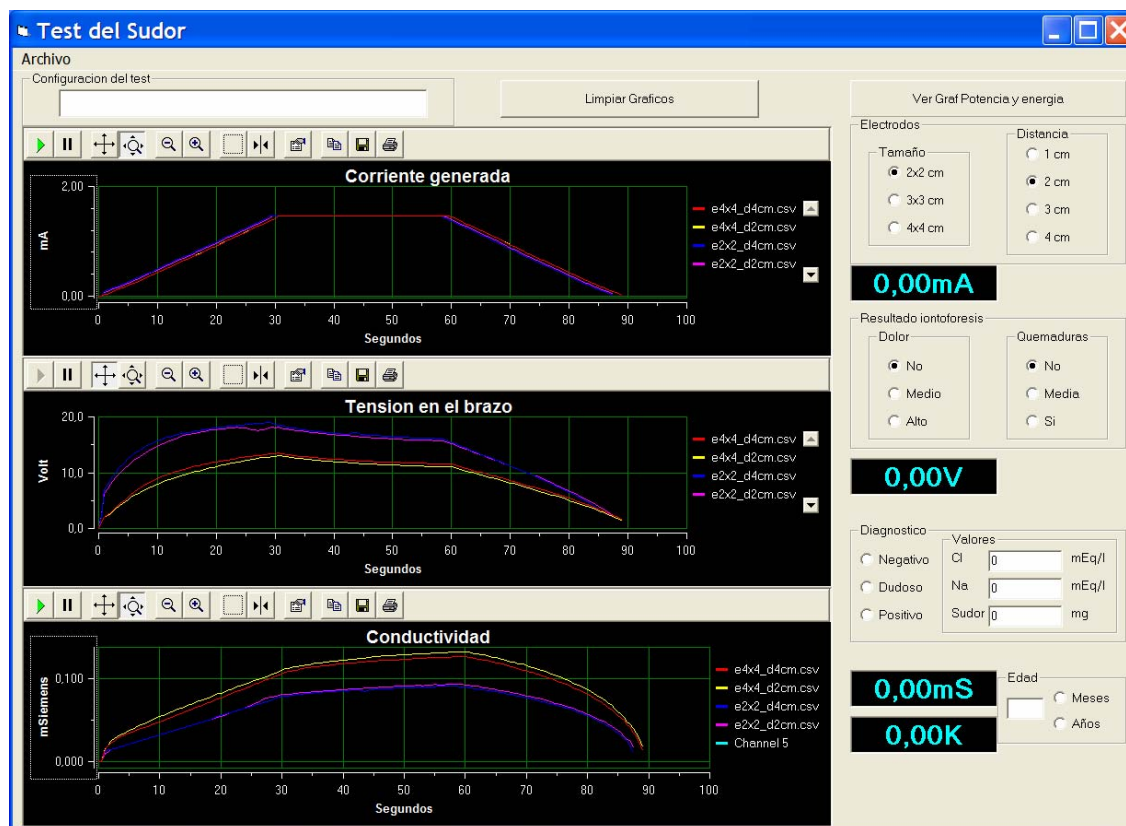 Test del Sudor
Archivo
Configuracion del test
Limpiar Graficos
Ver Graf Potencia y energia
Corriente generada
2,00
mA
0,00
0 10 20 30 40 50 60 70 80 90 100
Segundos
e4x4_d4cm.csv
e4x4_d2cm.csv
e2x2_d4cm.csv
e2x2_d2cm.csv
Tension en el brazo
20,0
Volt
10,0
0,0
0 10 20 30 40 50 60 70 80 90 100
Segundos
e4x4_d4cm.csv
e4x4_d2cm.csv
e2x2_d4cm.csv
e2x2_d2cm.csv
Conductividad
0,100
mSiemens
0,000
0 10 20 30 40 50 60 70 80 90 100
Segundos
e4x4_d4cm.csv
e4x4_d2cm.csv
e2x2_d4cm.csv
e2x2_d2cm.csv
Channel 5
Electrodos
Tamaño
2x2 cm
3x3 cm
4x4 cm
Distancia
1 cm
2 cm
3 cm
4 cm
0,00mA
Resultado iontoforesis
Dolor
No
Medio
Alto
Quemaduras
No
Media
Si
0,00V
Diagnostico
Negativo
Dudoso
Positivo
Valores
Cl 0 mEq/l
Na 0 mEq/l
Sudor 0 mg
0,00mS
0,00K
Edad
Meses
Años